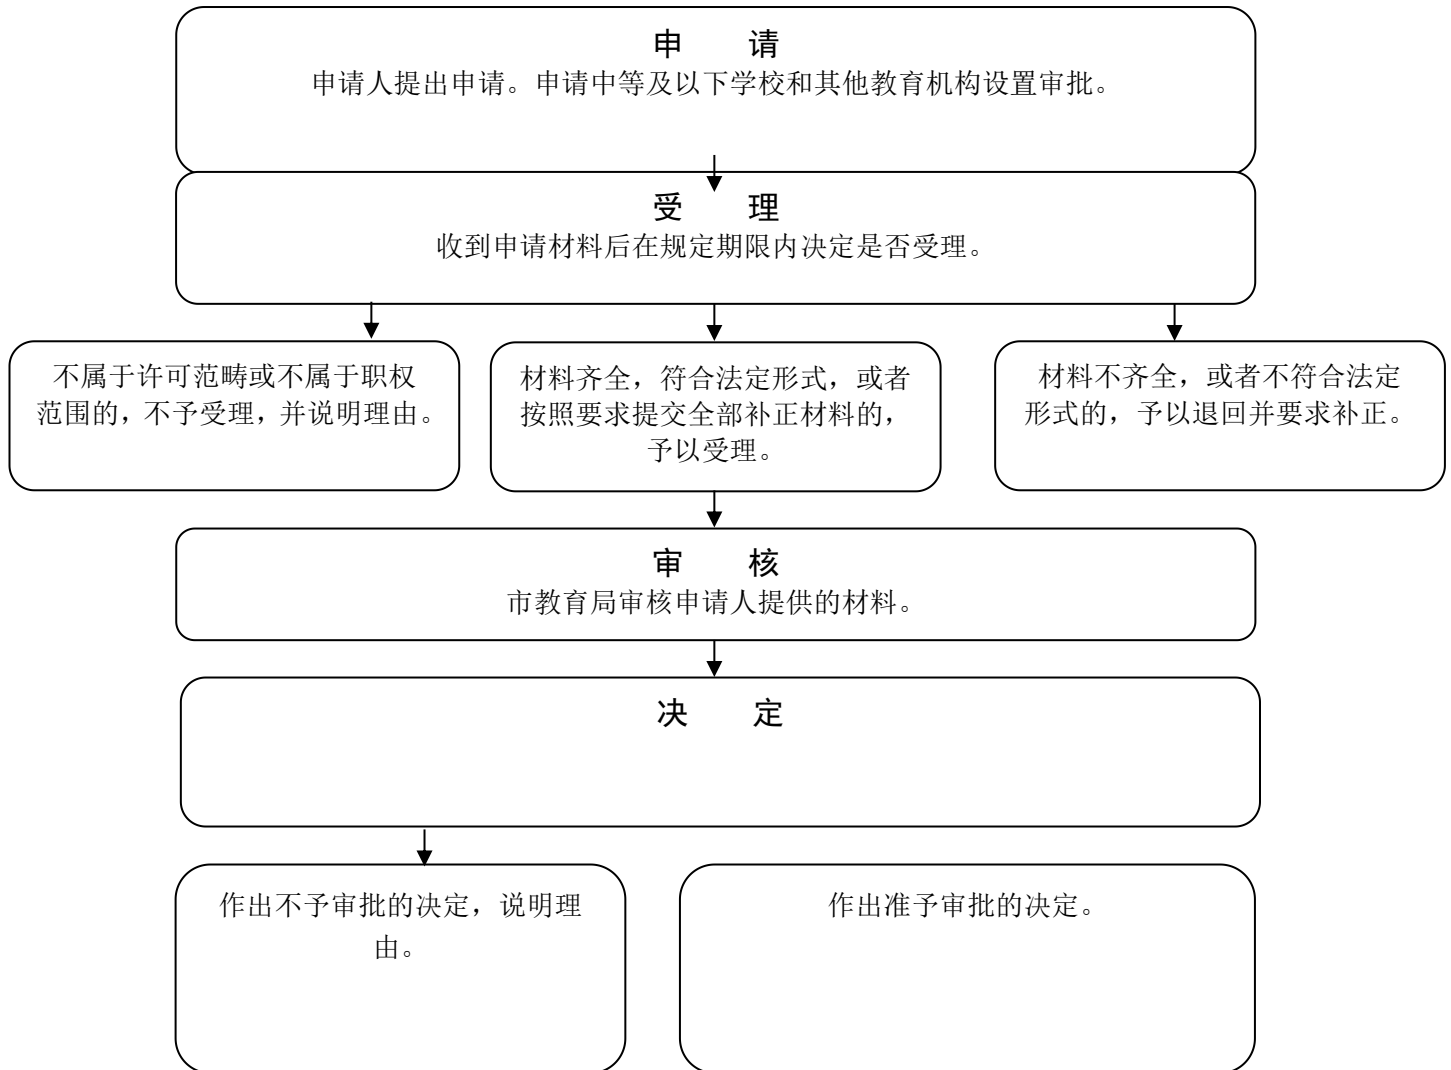 申 请
申请人提出申请。申请中等及以下学校和其他教育机构设置审批。
受 理
收到申请材料后在规定期限内决定是否受理。
不属于许可范畴或不属于职权
范围的，不予受理，并说明理由。
材料齐全，符合法定形式，或者
按照要求提交全部补正材料的，
予以受理。
材料不齐全，或者不符合法定
形式的，予以退回并要求补正。
审 核
市教育局审核申请人提供的材料。
决 定
作出不予审批的决定，说明理
由。
作出准予审批的决定。